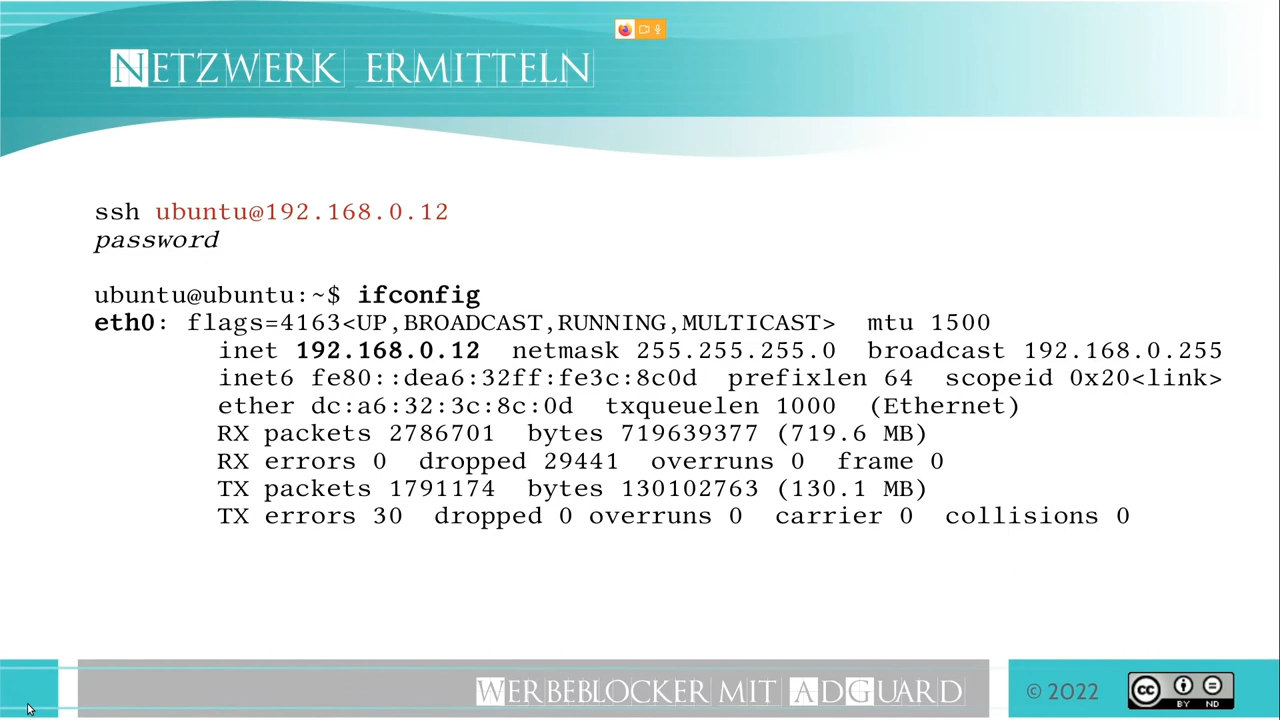 NETZWERK ERMITTELN
ssh ubuntu@192.168.0.12
password
ubuntu@ubuntu:~$ ifconfig
eth0: flags=4163<UP,BROADCAST,RUNNING,MULTICAST>  mtu 1500
inet 192.168.0.12  netmask 255.255.255.0  broadcast 192.168.0.255
inet6 fe80::dea6:32ff:fe3c:8c0d  prefixlen 64  scopeid 0x20<link>
ether dc:a6:32:3c:8c:0d  txqueuelen 1000  (Ethernet)
RX packets 2786701  bytes 719639377 (719.6 MB)
RX errors 0  dropped 29441  overruns 0  frame 0
TX packets 1791174  bytes 130102763 (130.1 MB)
TX errors 30  dropped 0 overruns 0  carrier 0  collisions 0
WERBEBLOCKER MIT ADGUARD
© 2022
cc
BY ND